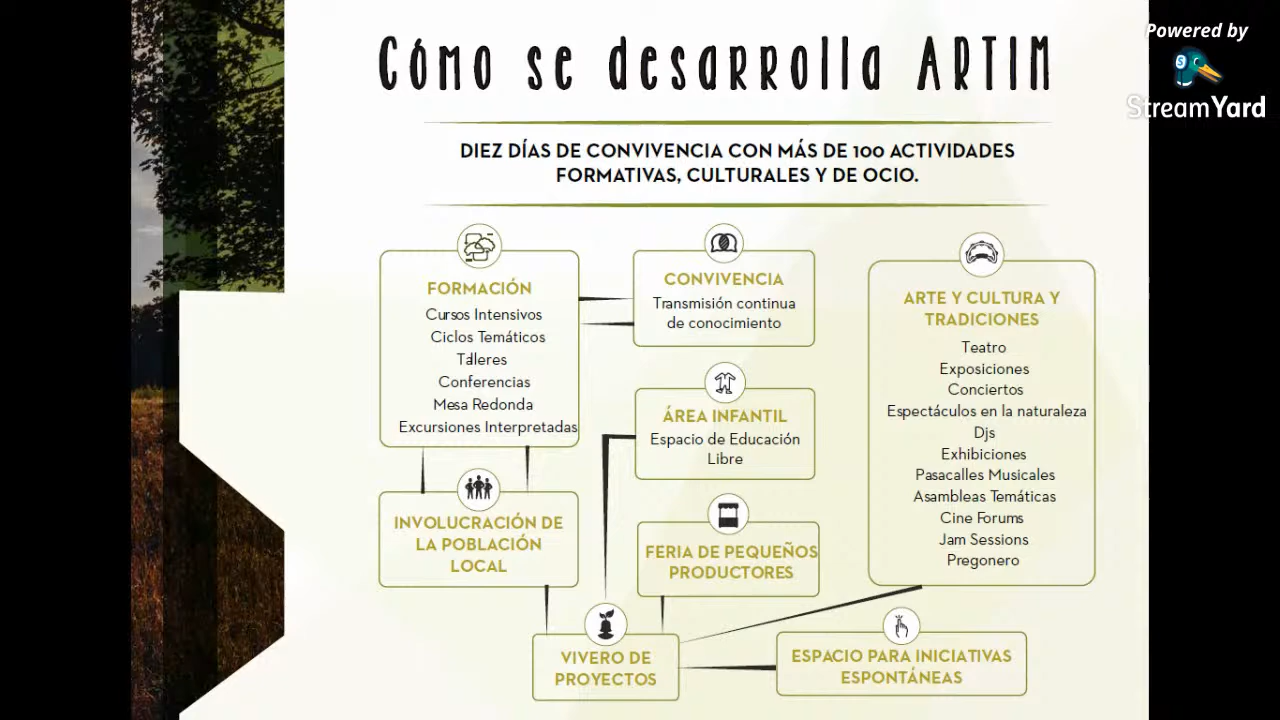 Cómo se desarrolla ARTIM
Powered by
StreamYard
DIEZ DÍAS DE CONVIVENCIA CON MÁS DE 100 ACTIVIDADES
FORMATIVAS, CULTURALES Y DE OCIO.
FORMACIÓN
Cursos Intensivos
Ciclos Temáticos
Talleres
Conferencias
Mesa Redonda
Excursiones Interpretadas
CONVIVENCIA
Transmisión continua
de conocimiento
ARTE Y CULTURA Y
TRADICIONES
Teatro
Exposiciones
Conciertos
Espectáculos en la naturaleza
Djs
Exhibiciones
Pasacalles Musicales
Asambleas Temáticas
Cine Forums
Jam Sessions
Pregonero
ÁREA INFANTIL
Espacio de Educación
Libre
INVOLUCRACIÓN DE
LA POBLACIÓN
LOCAL
FERIA DE PEQUEÑOS
PRODUCTORES
VIVERO DE
PROYECTOS
ESPACIO PARA INICIATIVAS
ESPONTÁNEAS